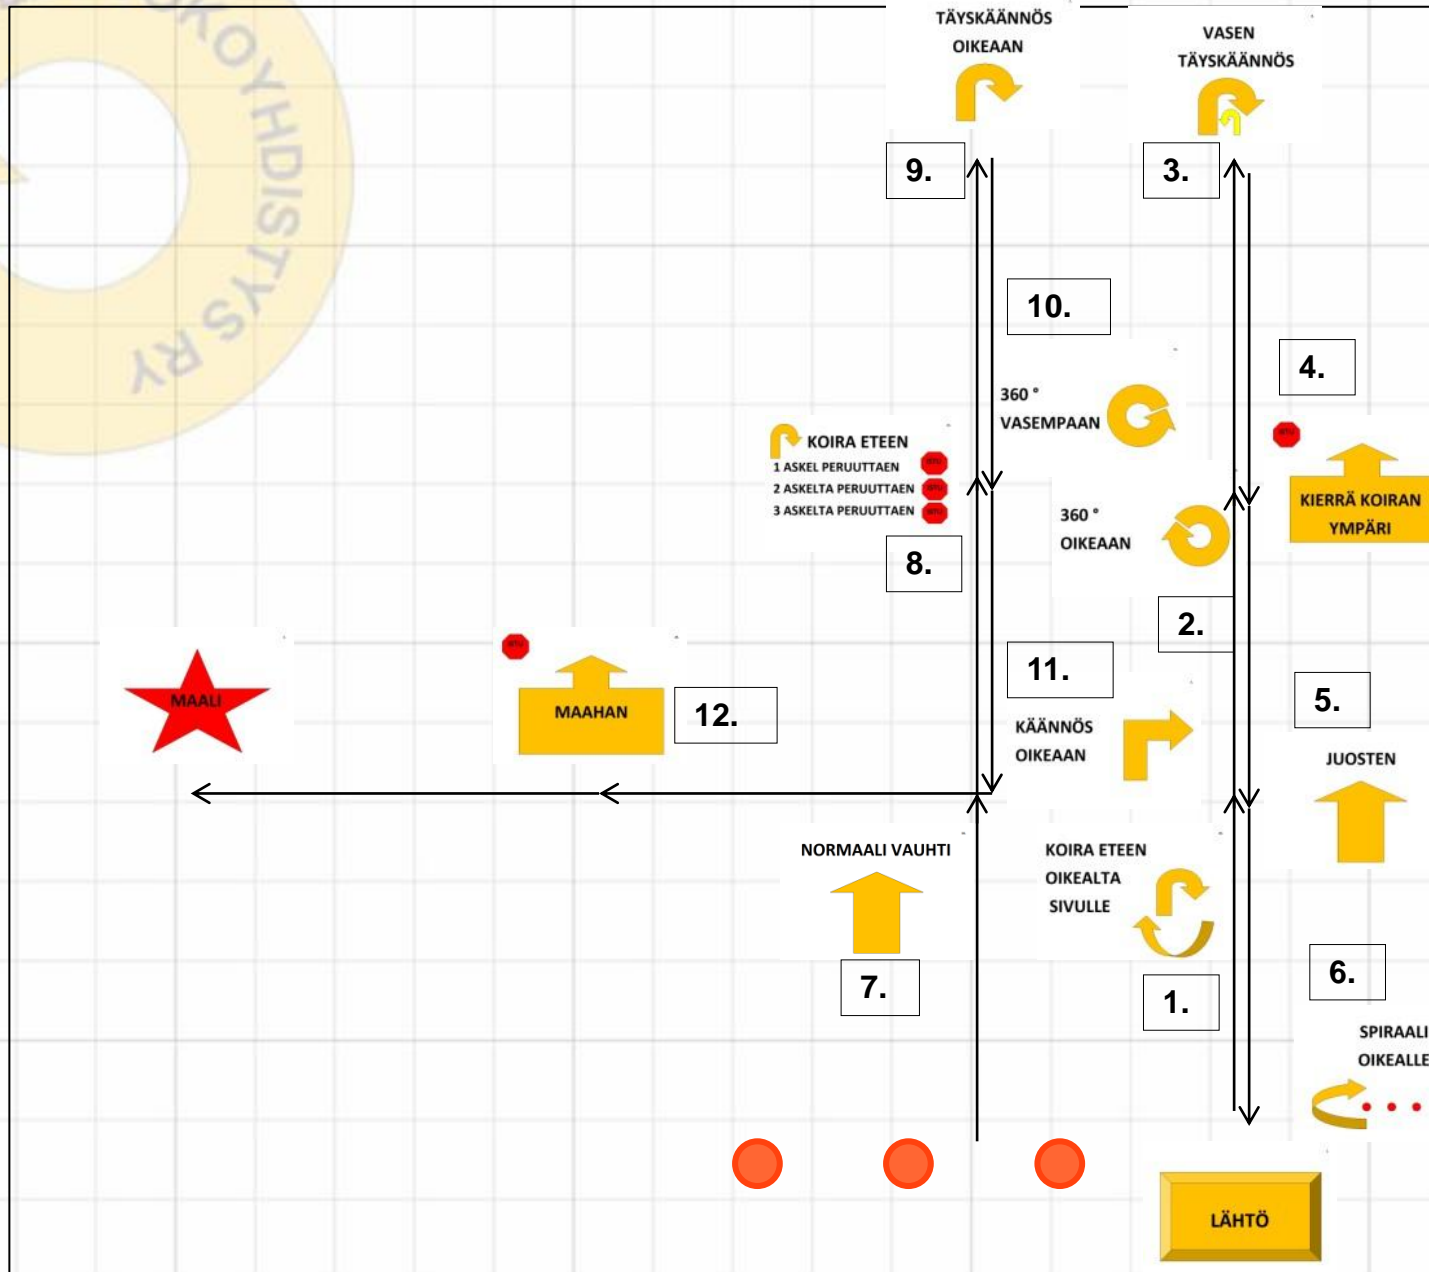 KOYHDISTYS RY
TÄYSKÄÄNNÖS
OIKEAAN
VASEN
TÄYSKÄÄNNÖS
9.
3.
10.
4.
360 °
VASEMPAAN
KOIRA ETEEN
1 ASKEL PERUUTTAEN
2 ASKELTA PERUUTTAEN
3 ASKELTA PERUUTTAEN
KIERRÄ KOIRAN
YMPÄRI
360 °
OIKEAAN
8.
2.
11.
MAALI
MAAHAN
12.
5.
KÄÄNNÖS
OIKEAAN
JUOSTEN
NORMAALI VAUHTI
KOIRA ETEEN
OIKEALTA
SIVULLE
7.
1.
6.
SPIRAALI
OIKEALLE
LÄHTÖ